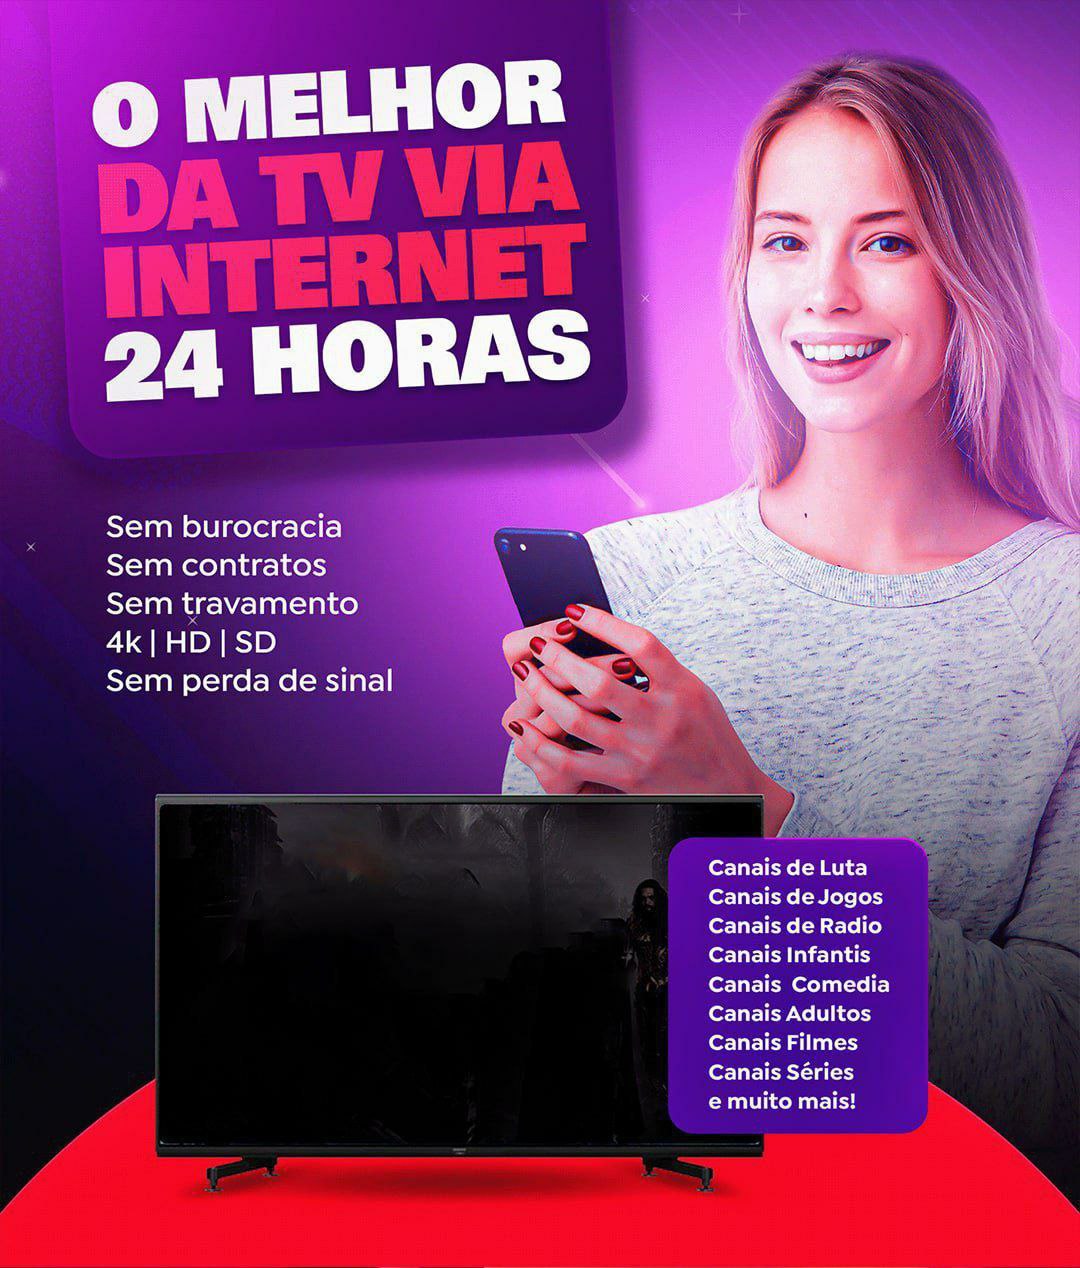 O MELHOR
DA TV VIA
INTERNET
24 HORAS
Sem burocracia
Sem contratos
Sem travamento
4k | HD | SD
Sem perda de sinal
Canais de Luta
Canais de Jogos
Canais de Radio
Canais Infantis
Canais Comedia
Canais Adultos
Canais Filmes
Canais Séries
e muito mais!